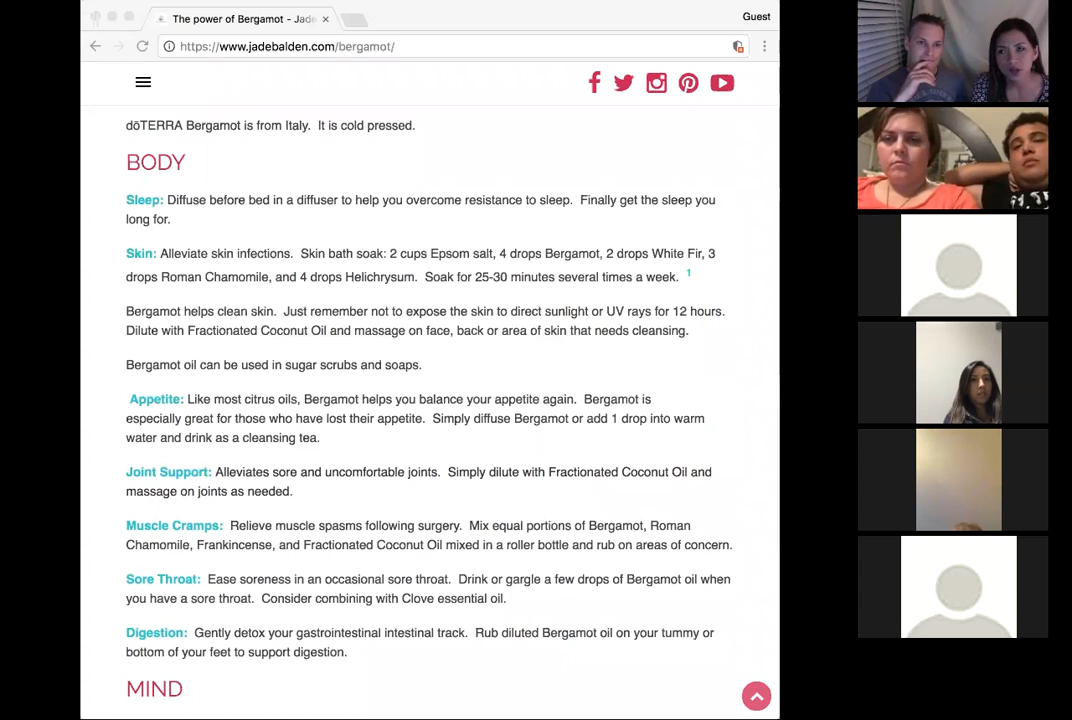 The power of Bergamot - Jade
Guest
https://www.jadebalden.com/bergamot/
dōTERRA Bergamot is from Italy. It is cold pressed.
BODY
Sleep: Diffuse before bed in a diffuser to help you overcome resistance to sleep. Finally get the sleep you
long for.
Skin: Alleviate skin infections. Skin bath soak: 2 cups Epsom salt, 4 drops Bergamot, 2 drops White Fir, 3
drops Roman Chamomile, and 4 drops Helichrysum. Soak for 25-30 minutes several times a week. 1
Bergamot helps clean skin. Just remember not to expose the skin to direct sunlight or UV rays for 12 hours.
Dilute with Fractionated Coconut Oil and massage on face, back or area of skin that needs cleansing.
Bergamot oil can be used in sugar scrubs and soaps.
Appetite: Like most citrus oils, Bergamot helps you balance your appetite again. Bergamot is
especially great for those who have lost their appetite. Simply diffuse Bergamot or add 1 drop into warm
water and drink as a cleansing tea.
Joint Support: Alleviates sore and uncomfortable joints. Simply dilute with Fractionated Coconut Oil and
massage on joints as needed.
Muscle Cramps: Relieve muscle spasms following surgery. Mix equal portions of Bergamot, Roman
Chamomile, Frankincense, and Fractionated Coconut Oil mixed in a roller bottle and rub on areas of concern.
Sore Throat: Ease soreness in an occasional sore throat. Drink or gargle a few drops of Bergamot oil when
you have a sore throat. Consider combining with Clove essential oil.
Digestion: Gently detox your gastrointestinal intestinal track. Rub diluted Bergamot oil on your tummy or
bottom of your feet to support digestion.
MIND